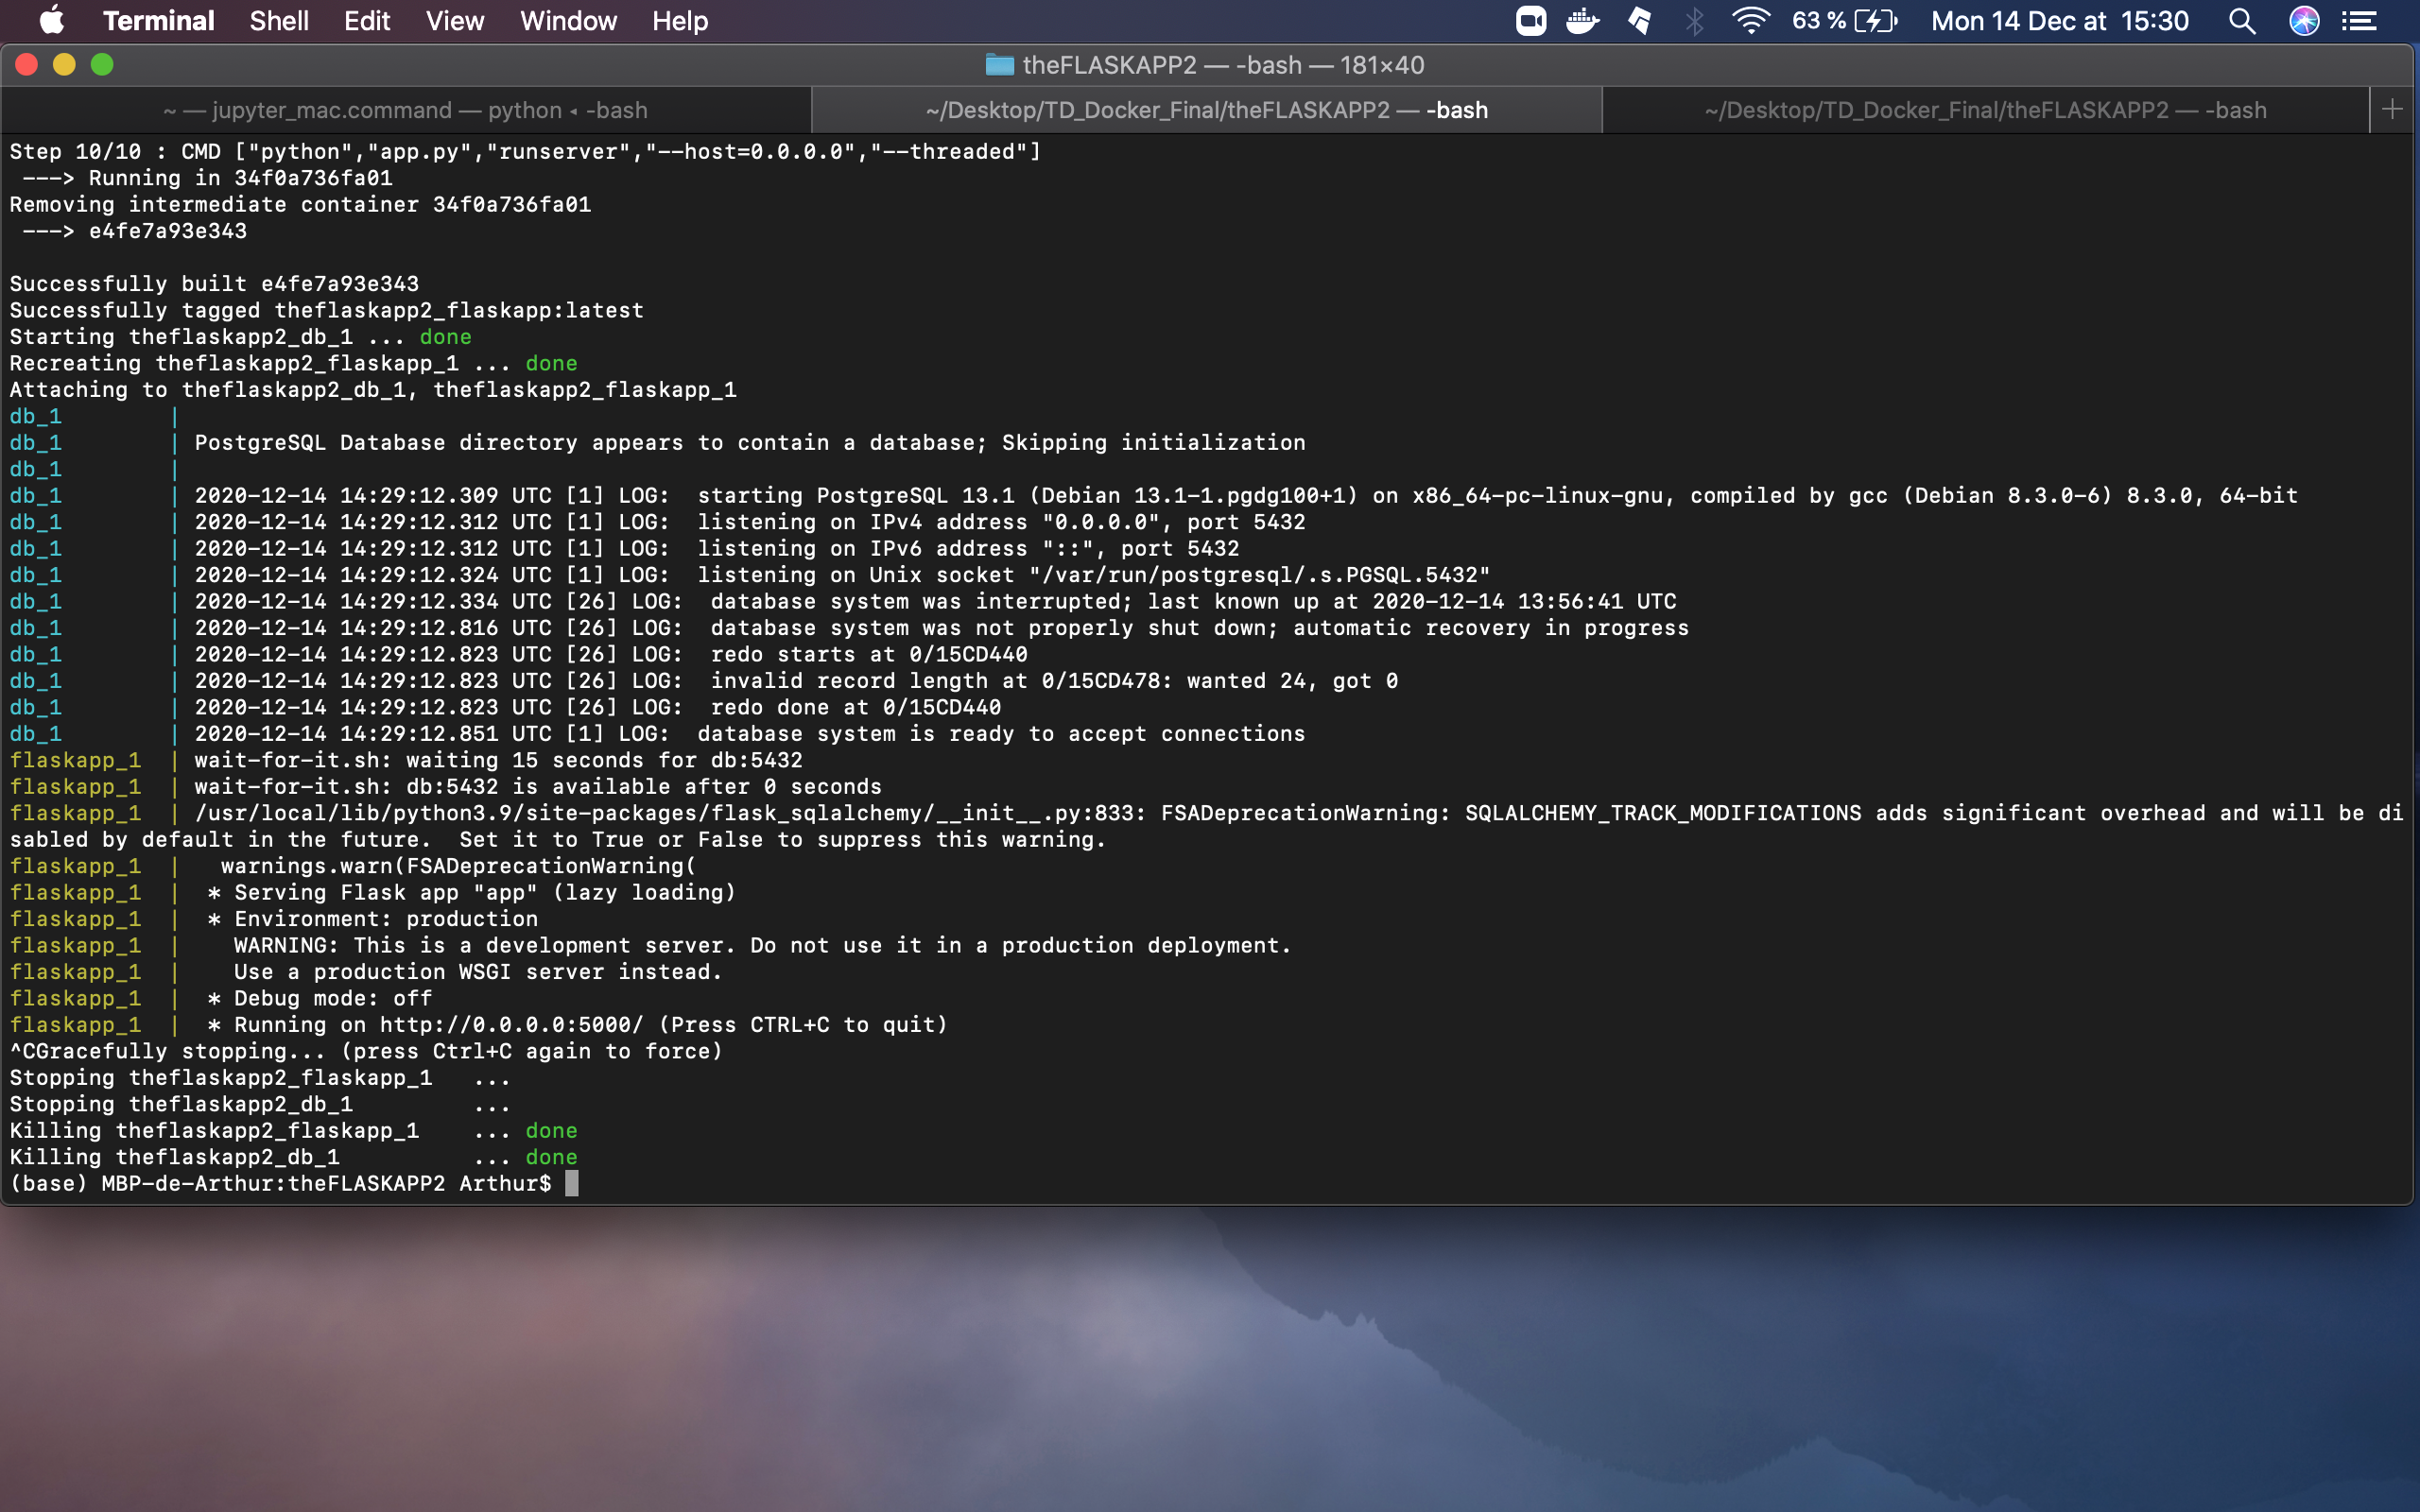 Terminal Shell Edit View Window Help 63 % Mon 14 Dec at 15:30
theFLASKAPP2 — -bash — 181×40
~ — jupyter_mac.command — python ◂ -bash ~/Desktop/TD_Docker_Final/theFLASKAPP2 — -bash ~/Desktop/TD_Docker_Final/theFLASKAPP2 — -bash +
Step 10/10 : CMD ["python","app.py","runserver","--host=0.0.0.0","--threaded"]
 ---> Running in 34f0a736fa01
Removing intermediate container 34f0a736fa01
 ---> e4fe7a93e343
Successfully built e4fe7a93e343
Successfully tagged theflaskapp2_flaskapp:latest
Starting theflaskapp2_db_1 ... done
Recreating theflaskapp2_flaskapp_1 ... done
Attaching to theflaskapp2_db_1, theflaskapp2_flaskapp_1
db_1        |
db_1        | PostgreSQL Database directory appears to contain a database; Skipping initialization
db_1        |
db_1        | 2020-12-14 14:29:12.309 UTC [1] LOG:  starting PostgreSQL 13.1 (Debian 13.1-1.pgdg100+1) on x86_64-pc-linux-gnu, compiled by gcc (Debian 8.3.0-6) 8.3.0, 64-bit
db_1        | 2020-12-14 14:29:12.312 UTC [1] LOG:  listening on IPv4 address "0.0.0.0", port 5432
db_1        | 2020-12-14 14:29:12.312 UTC [1] LOG:  listening on IPv6 address "::", port 5432
db_1        | 2020-12-14 14:29:12.324 UTC [1] LOG:  listening on Unix socket "/var/run/postgresql/.s.PGSQL.5432"
db_1        | 2020-12-14 14:29:12.334 UTC [26] LOG:  database system was interrupted; last known up at 2020-12-14 13:56:41 UTC
db_1        | 2020-12-14 14:29:12.816 UTC [26] LOG:  database system was not properly shut down; automatic recovery in progress
db_1        | 2020-12-14 14:29:12.823 UTC [26] LOG:  redo starts at 0/15CD440
db_1        | 2020-12-14 14:29:12.823 UTC [26] LOG:  invalid record length at 0/15CD478: wanted 24, got 0
db_1        | 2020-12-14 14:29:12.823 UTC [26] LOG:  redo done at 0/15CD440
db_1        | 2020-12-14 14:29:12.851 UTC [1] LOG:  database system is ready to accept connections
flaskapp_1  | wait-for-it.sh: waiting 15 seconds for db:5432
flaskapp_1  | wait-for-it.sh: db:5432 is available after 0 seconds
flaskapp_1  | /usr/local/lib/python3.9/site-packages/flask_sqlalchemy/__init__.py:833: FSADeprecationWarning: SQLALCHEMY_TRACK_MODIFICATIONS adds significant overhead and will be di
sabled by default in the future.  Set it to True or False to suppress this warning.
flaskapp_1  |   warnings.warn(FSADeprecationWarning(
flaskapp_1  |  * Serving Flask app "app" (lazy loading)
flaskapp_1  |  * Environment: production
flaskapp_1  |    WARNING: This is a development server. Do not use it in a production deployment.
flaskapp_1  |    Use a production WSGI server instead.
flaskapp_1  |  * Debug mode: off
flaskapp_1  |  * Running on http://0.0.0.0:5000/ (Press CTRL+C to quit)
^CGracefully stopping... (press Ctrl+C again to force)
Stopping theflaskapp2_flaskapp_1   ...
Stopping theflaskapp2_db_1         ...
Killing theflaskapp2_flaskapp_1    ... done
Killing theflaskapp2_db_1          ... done
(base) MBP-de-Arthur:theFLASKAPP2 Arthur$